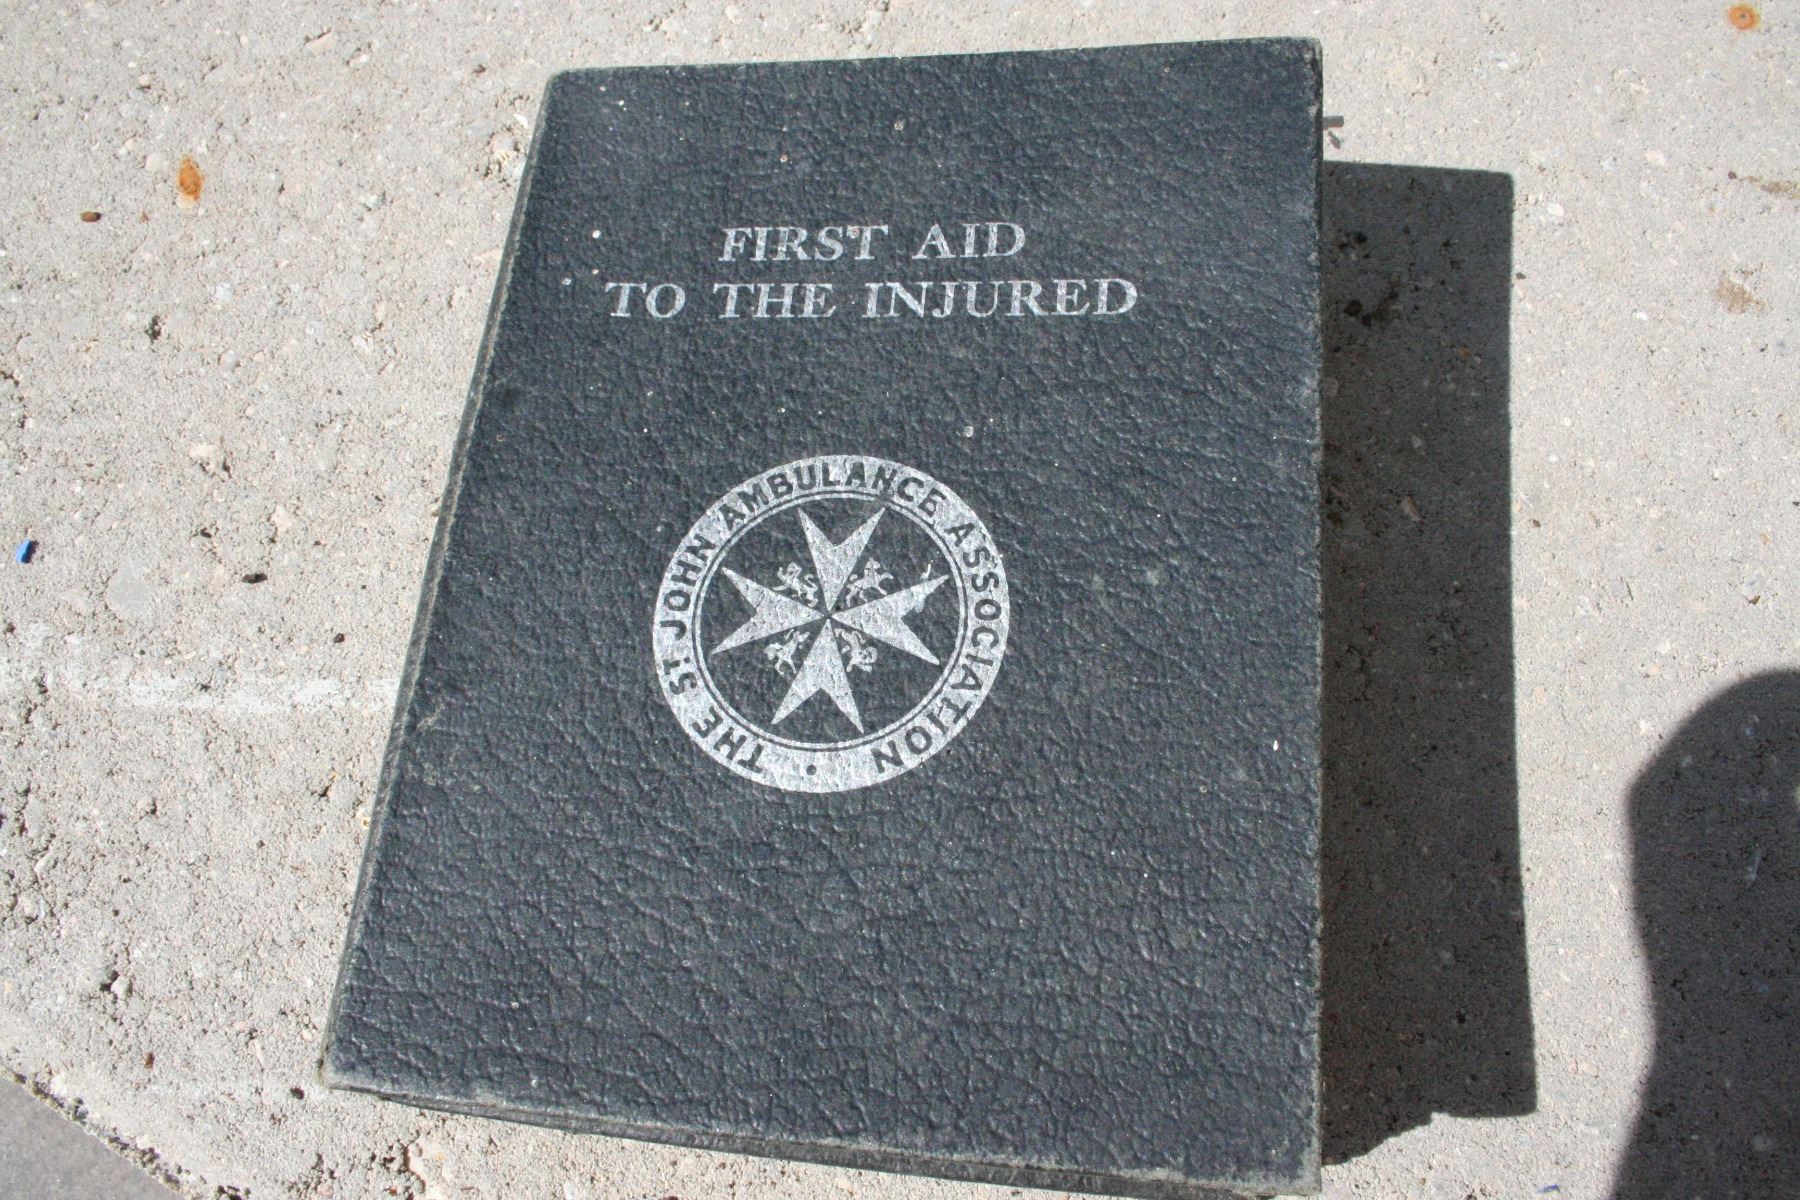 FIRST AID
TO THE INJURED
THE ST JOHN AMBULANCE ASSOCIATION